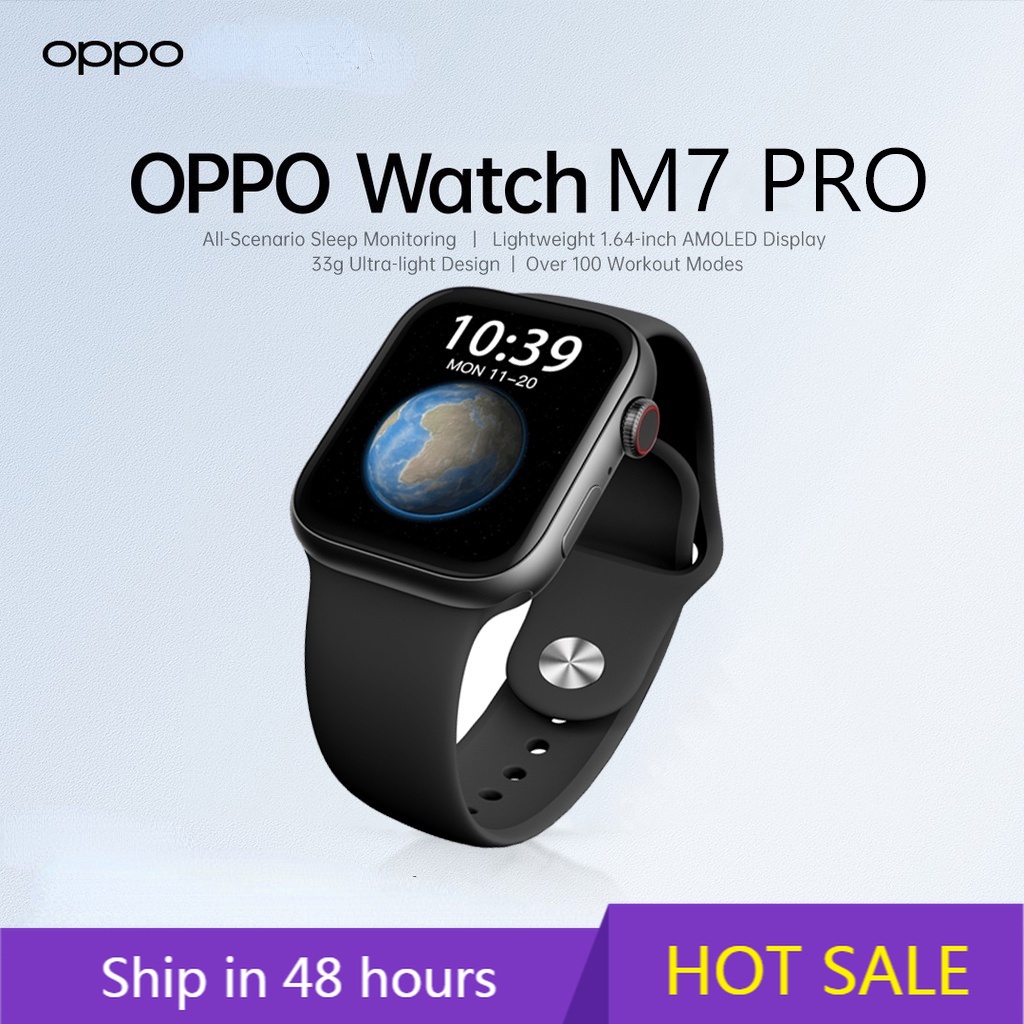 oppo
OPPO Watch M7 PRO
All-Scenario Sleep Monitoring | Lightweight 1.64-inch AMOLED Display
33g Ultra-light Design | Over 100 Workout Modes
10:39
MON 11-20
Ship in 48 hours
HOT SALE